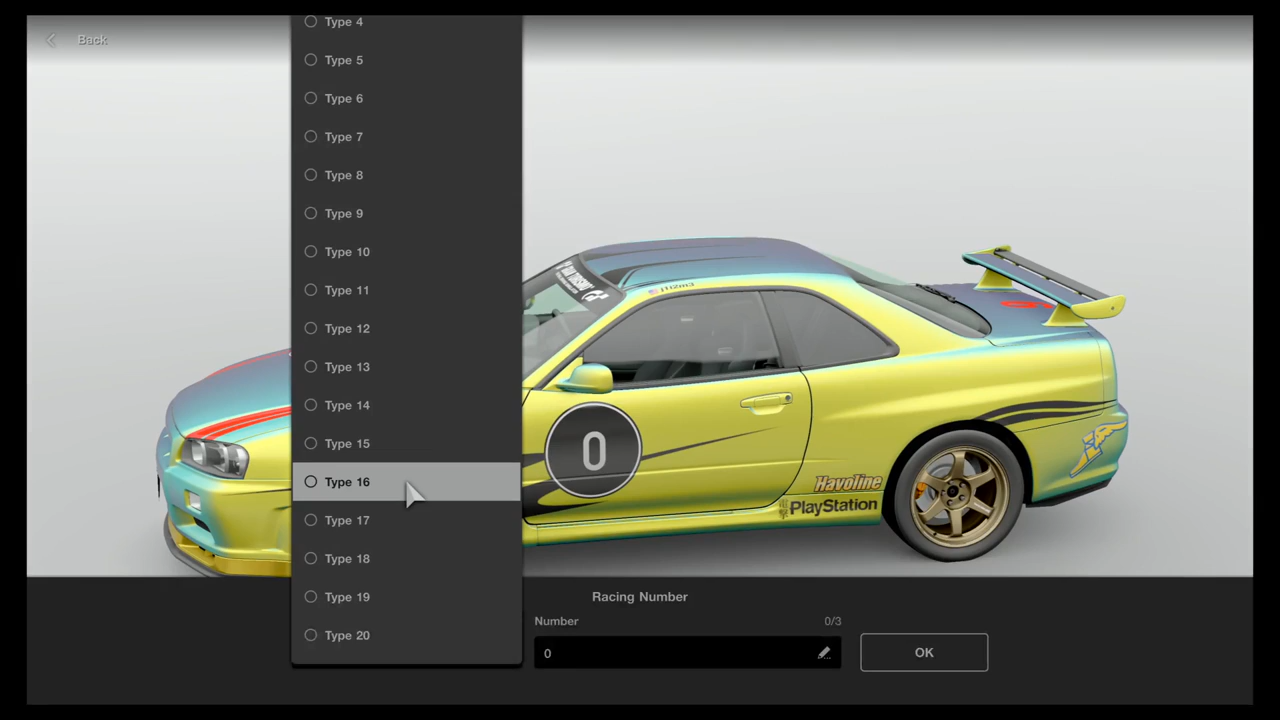 Back
Type 4
Type 5
Type 6
Type 7
Type 8
Type 9
Type 10
Type 11
Type 12
Type 13
Type 14
Type 15
Type 16
Type 17
Type 18
Type 19
Type 20
0
Havoline
PlayStation
Racing Number
Number
0/3
0
OK